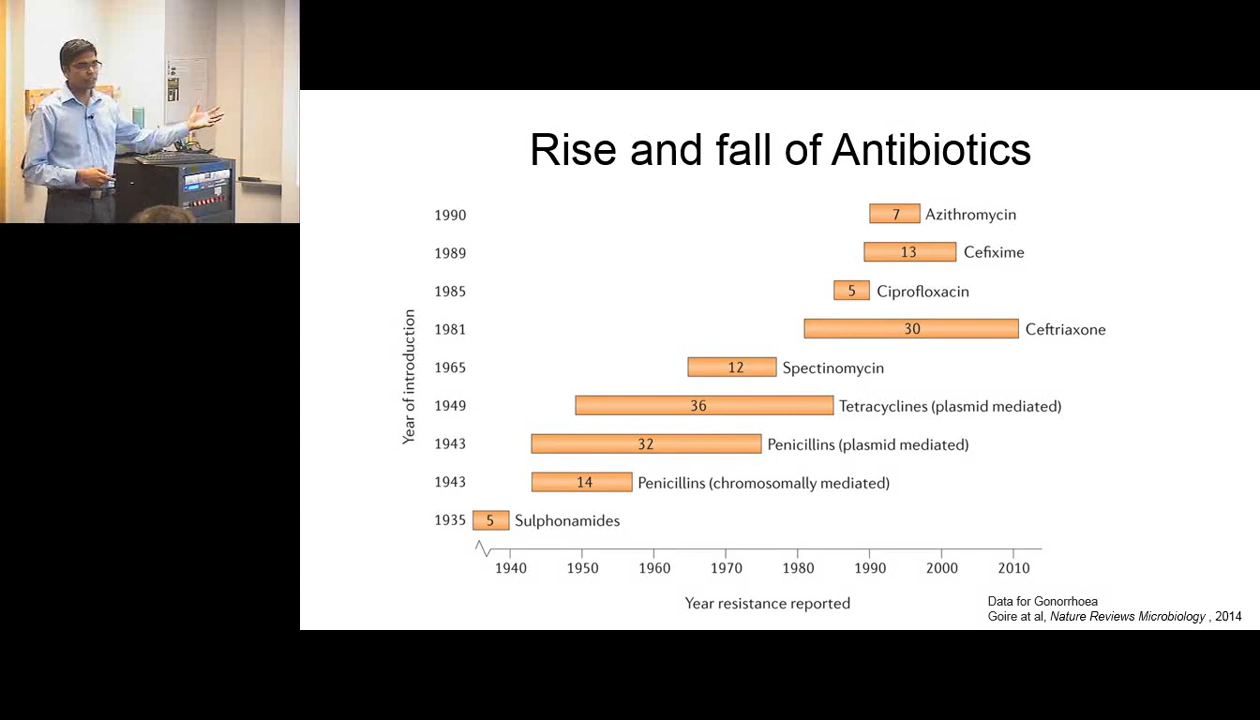 Rise and fall of Antibiotics
1990
7
Azithromycin
1989
13
Cefixime
1985
5
Ciprofloxacin
1981
30
Ceftriaxone
1965
12
Spectinomycin
1949
36
Tetracyclines (plasmid mediated)
1943
32
Penicillins (plasmid mediated)
1943
14
Penicillins (chromosomally mediated)
1935
5
Sulphonamides
Year of introduction
1940 1950 1960 1970 1980 1990 2000 2010
Year resistance reported
Data for Gonorrhoea
Goire at al, Nature Reviews Microbiology , 2014